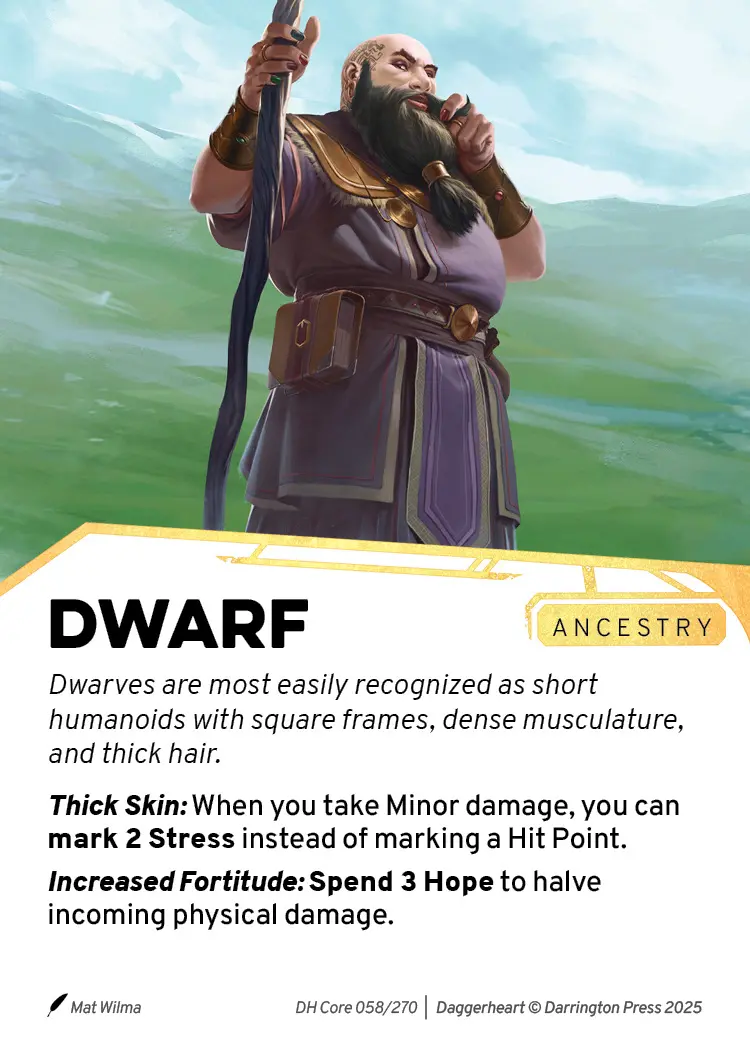 DWARF
ANCESTRY
Dwarves are most easily recognized as short
humanoids with square frames, dense musculature,
and thick hair.
Thick Skin: When you take Minor damage, you can
mark 2 Stress instead of marking a Hit Point.
Increased Fortitude: Spend 3 Hope to halve
incoming physical damage.
Mat Wilma
DH Core 058/270 | Daggerheart © Darrington Press 2025